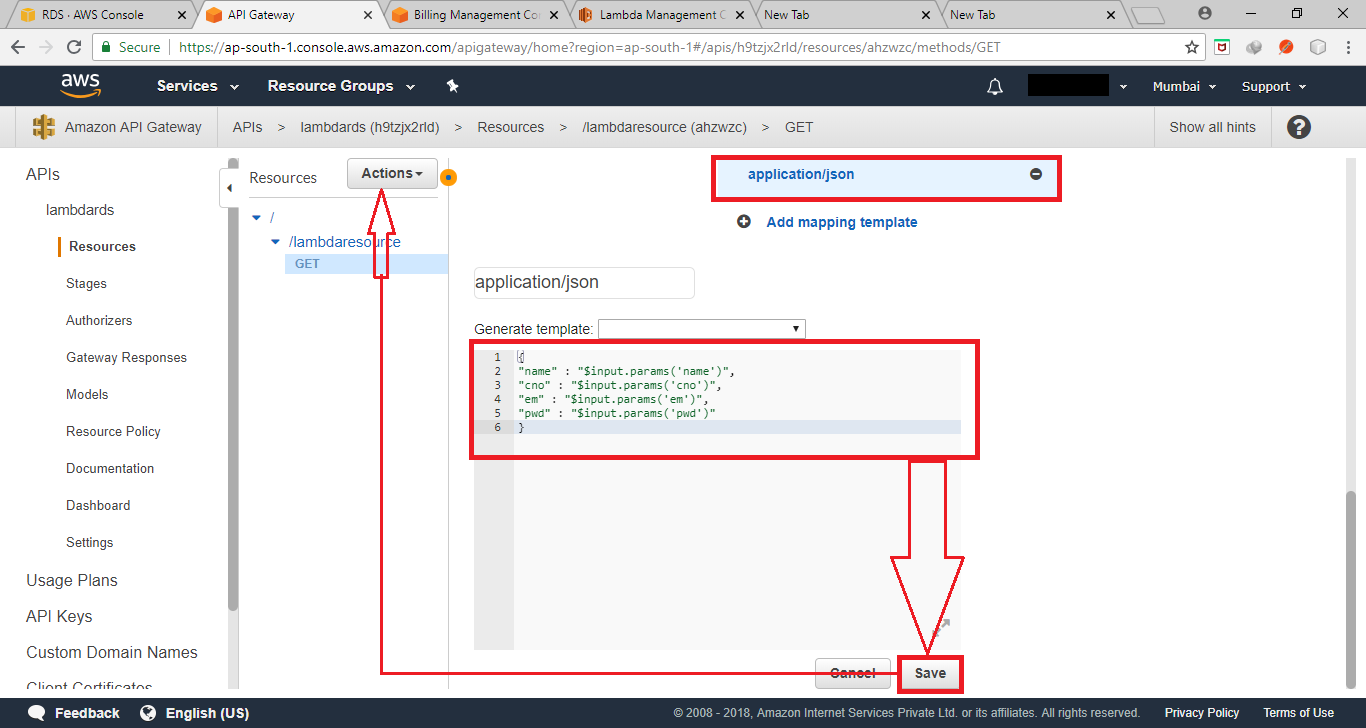 RDS · AWS Console
API Gateway
Billing Management Co
Lambda Management C
New Tab
New Tab
Secure
https://ap-south-1.console.aws.amazon.com/apigateway/home?region=ap-south-1#/apis/h9tzjx2rld/resources/ahzwzc/methods/GET
aws
Services
Resource Groups
Mumbai
Support
Amazon API Gateway
APIs > lambdards (h9tzjx2rld) > Resources > /lambdaresource (ahzwzc) > GET
Show all hints
?
APIs
lambdards
Resources
Stages
Authorizers
Gateway Responses
Models
Resource Policy
Documentation
Dashboard
Settings
Usage Plans
API Keys
Custom Domain Names
Client Certificates
Resources
Actions
/
/lambdaresource
GET
application/json
Add mapping template
application/json
Generate template:
1 {
2 "name" : "$input.params('name')",
3 "cno" : "$input.params('cno')",
4 "em" : "$input.params('em')",
5 "pwd" : "$input.params('pwd')"
6 }
Cancel
Save
Feedback
English (US)
© 2008 - 2018, Amazon Internet Services Private Ltd. or its affiliates. All rights reserved.
Privacy Policy
Terms of Use